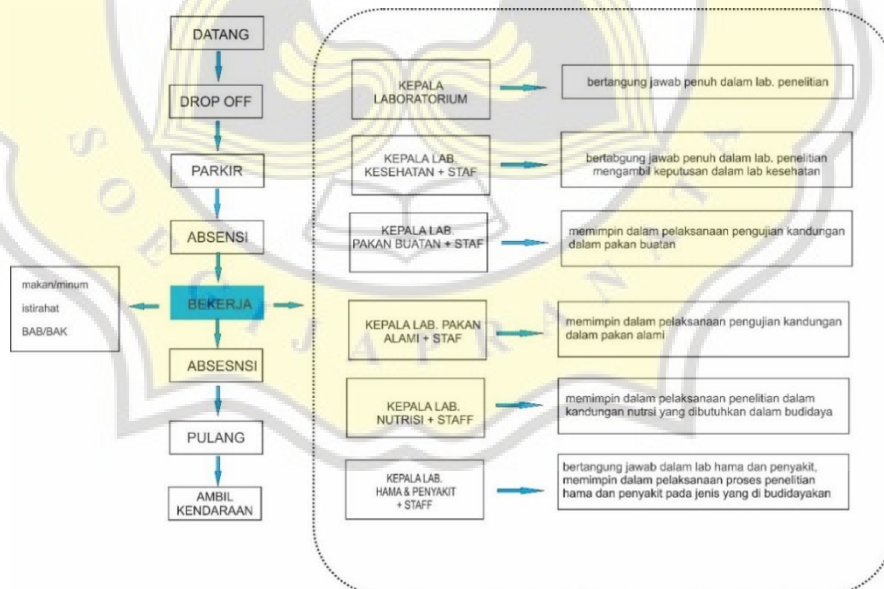 DATANG
DROP OFF
PARKIR
ABSENSI
BEKERJA
makan/minum
istirahat
BAB/BAK
ABSESNSI
PULANG
AMBIL
KENDARAAN
KEPALA
LABORATORIUM
bertangung jawab penuh dalam lab. penelitian
KEPALA LAB.
KESEHATAN + STAF
bertabgung jawab penuh dalam lab. penelitian
mengambil keputusan dalam lab kesehatan
KEPALA LAB.
PAKAN BUATAN + STAF
memimpin dalam pelaksanaan pengujian kandungan
dalam pakan buatan
KEPALA LAB. PAKAN
ALAMI + STAF
memimpin dalam pelaksanaan pengujian kandungan
dalam pakan alami
KEPALA LAB.
NUTRISI + STAFF
memimpin dalam pelaksanaan penelitian dalam
kandungan nutrsi yang dibutuhkan dalam budidaya
KEPALA LAB.
HAMA & PENYAKIT
+ STAFF
bertangung jawab dalam lab hama dan penyakit,
memimpin dalam pelaksanaan proses penelitian
hama dan penyakit pada jenis yang di budidayakan
SOEGIJAPRANATA